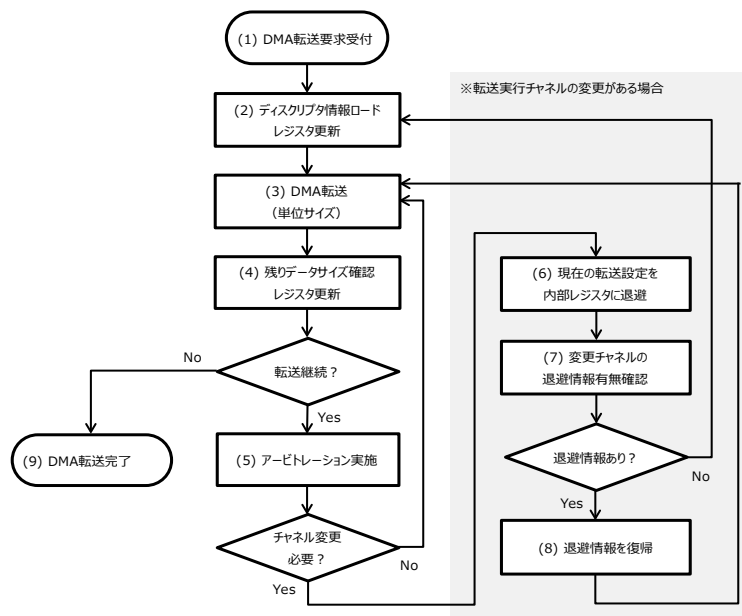 (1) DMA転送要求受付
※転送実行チャネルの変更がある場合
(2) ディスクリプタ情報ロード
レジスタ更新
(3) DMA転送
（単位サイズ）
(4) 残りデータサイズ確認
レジスタ更新
転送継続？
No
Yes
(9) DMA転送完了
(5) アービトレーション実施
チャネル変更
必要？
No
Yes
(6) 現在の転送設定を
内部レジスタに退避
(7) 変更チャネルの
退避情報有無確認
退避情報あり？
No
Yes
(8) 退避情報を復帰